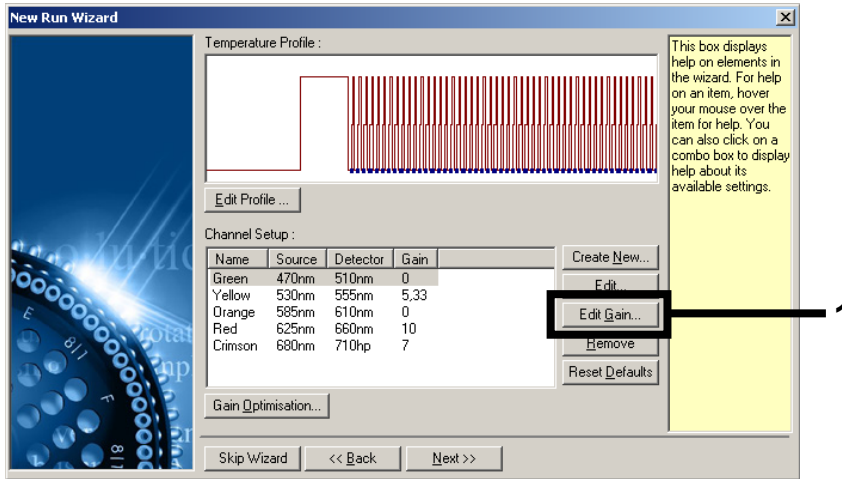 New Run Wizard
Temperature Profile :
Edit Profile ...
Channel Setup :
Name Source Detector Gain
Green 470nm 510nm 0
Yellow 530nm 555nm 5,33
Orange 585nm 610nm 0
Red 625nm 660nm 10
Crimson 680nm 710hp 7
Create New...
Edit...
Edit Gain...
Remove
Reset Defaults
Gain Optimisation...
Skip Wizard << Back Next >>
This box displays
help on elements in
the wizard. For help
on an item, hover
your mouse over the
item for help. You
can also click on a
combo box to display
help about its
available settings.